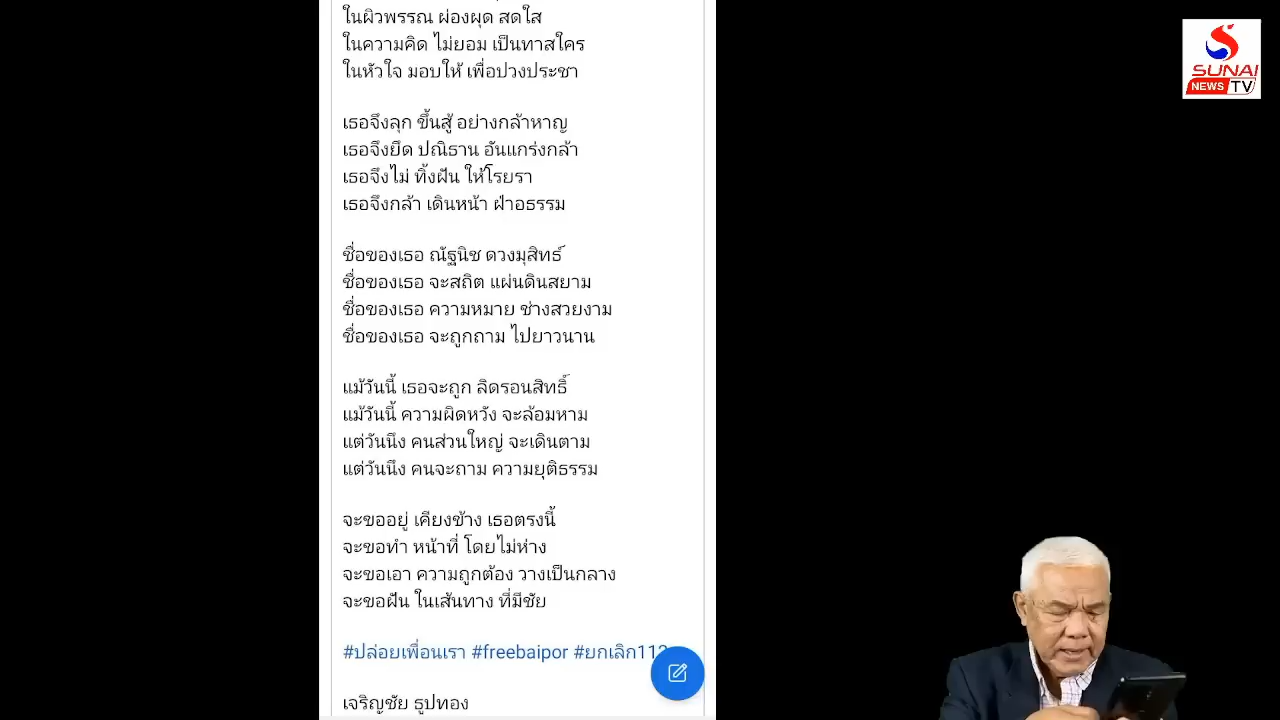 ในผิวพรรณ ผ่องผุด สดใส
ในความคิด ไม่ยอม เป็นทาสใคร
ในหัวใจ มอบให้ เพื่อปวงประชา
เธอจึงลุก ขึ้นสู้ อย่างกล้าหาญ
เธอจึงยึด ปณิธาน อันแกร่งกล้า
เธอจึงไม่ ทิ้งฝัน ให้โรยรา
เธอจึงกล้า เดินหน้า ฝ่าอธรรม
ชื่อของเธอ ณัฐนิช ดวงมุสิทธ์
ชื่อของเธอ จะสถิต แผ่นดินสยาม
ชื่อของเธอ ความหมาย ช่างสวยงาม
ชื่อของเธอ จะถูกถาม ไปยาวนาน
แม้วันนี้ เธอจะถูก ลิดรอนสิทธิ์
แม้วันนี้ ความผิดหวัง จะล้อมหาม
แต่วันนึง คนส่วนใหญ่ จะเดินตาม
แต่วันนึง คนจะถาม ความยุติธรรม
จะขออยู่ เคียงข้าง เธอตรงนี้
จะขอทำ หน้าที่ โดยไม่ห่าง
จะขอเอา ความถูกต้อง วางเป็นกลาง
จะขอฝัน ในเส้นทาง ที่มีชัย
#ปล่อยเพื่อนเรา #freebaipor #ยกเลิก112
เจริญชัย ธูปทอง
SUNAI
NEWS TV